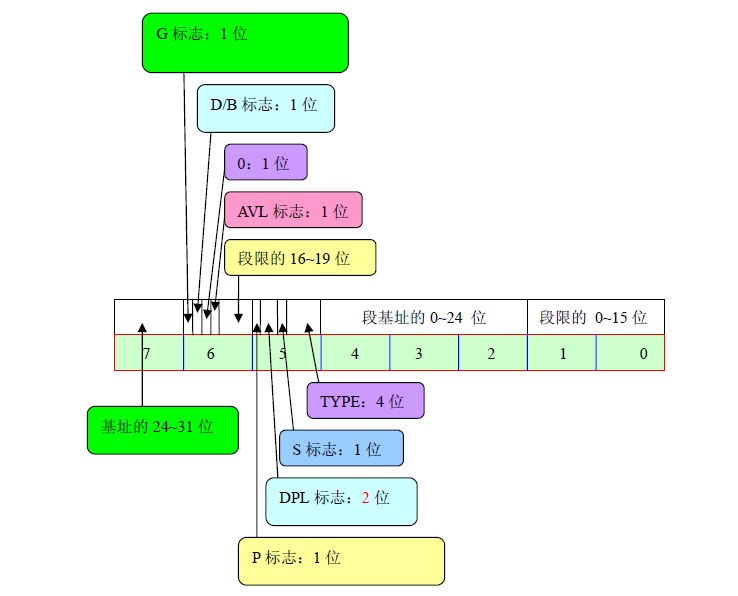 G 标志：1 位
D/B 标志：1 位
0：1 位
AVL 标志：1 位
段限的 16~19 位
段基址的 0~24 位
段限的 0~15 位
7 6 5 4 3 2 1 0
TYPE：4 位
基址的 24~31 位
S 标志：1 位
DPL 标志：2 位
P 标志：1 位